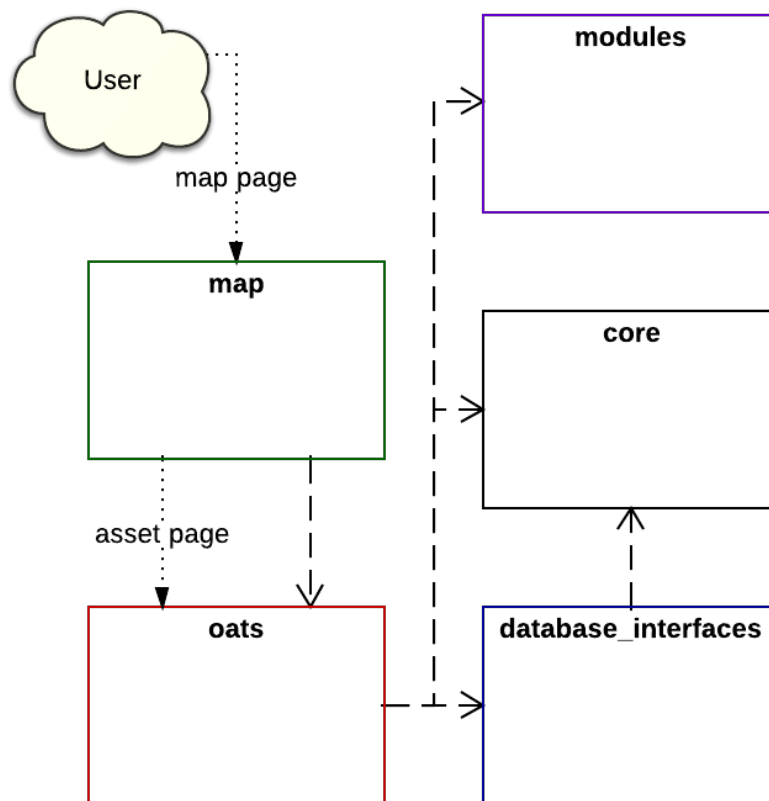 User
modules
map page
map
core
asset page
oats
database_interfaces